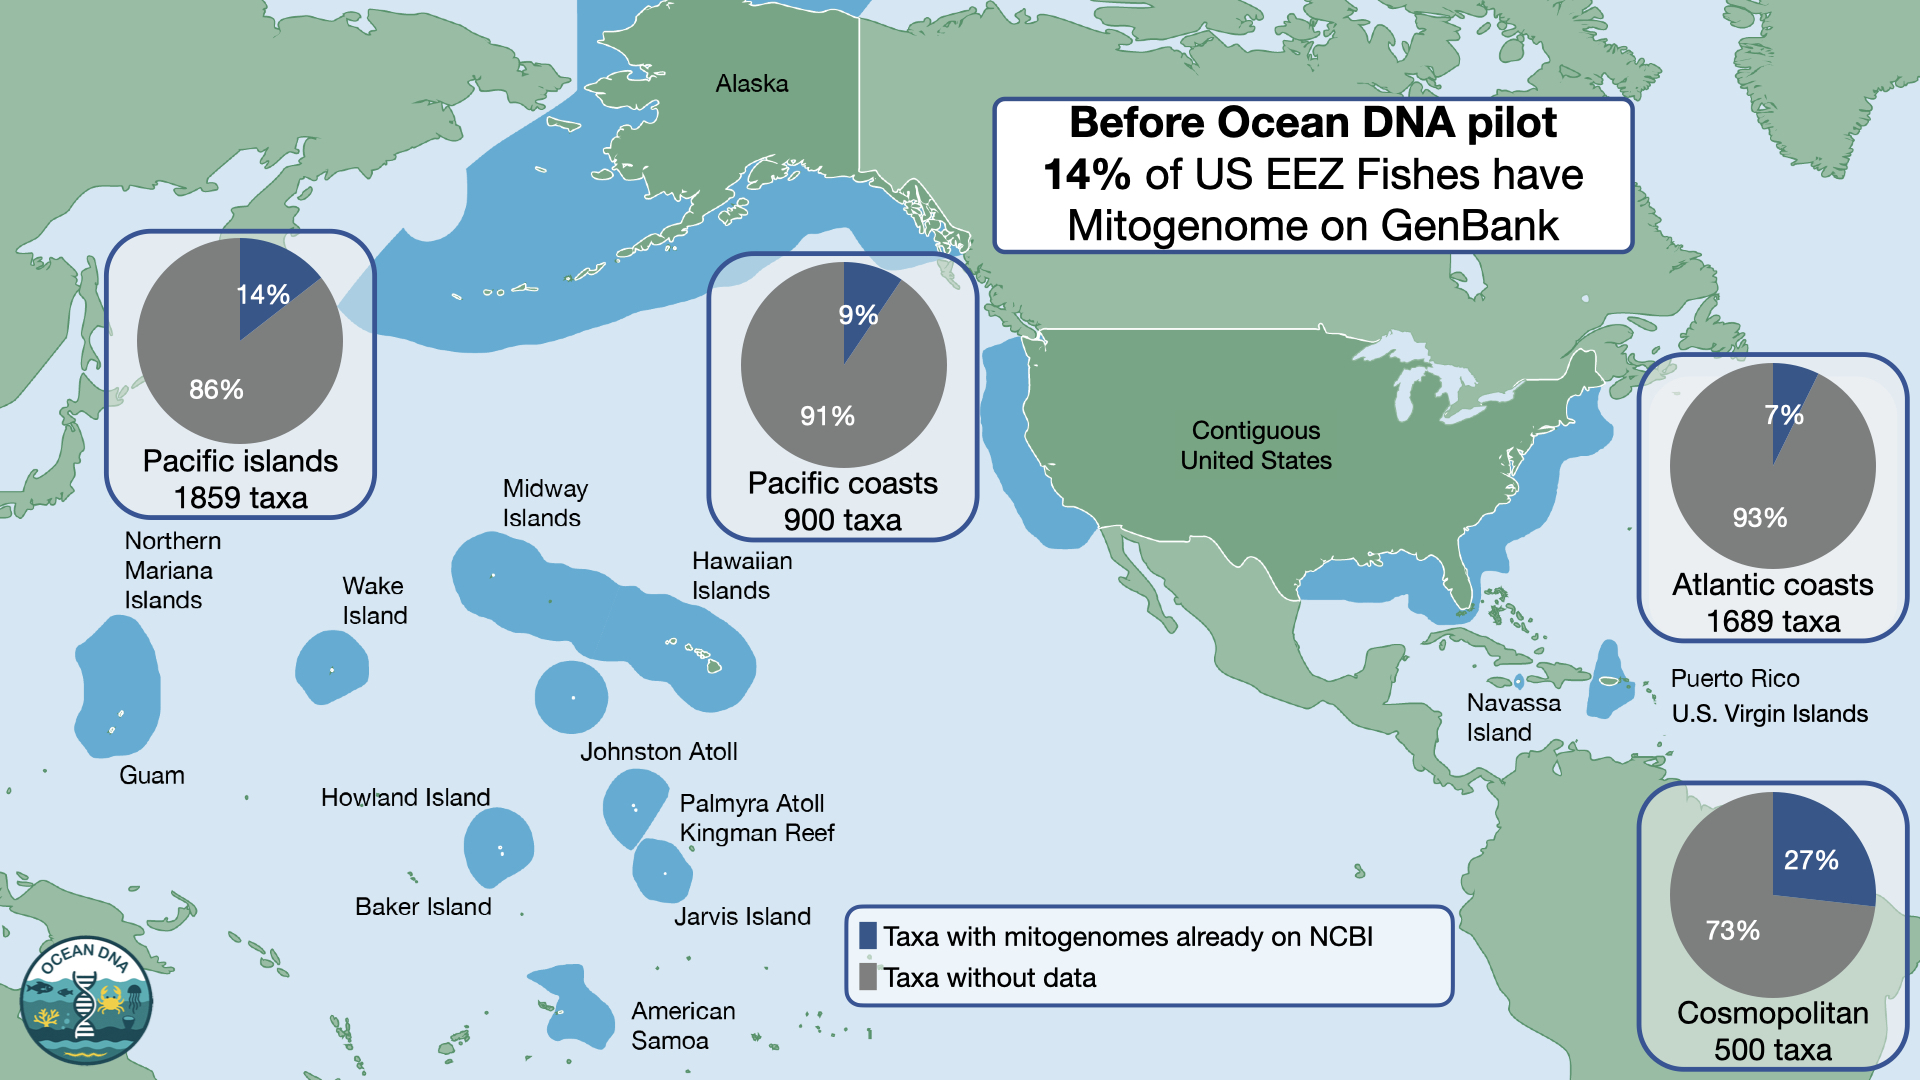 Alaska
Before Ocean DNA pilot
14% of US EEZ Fishes have
Mitogenome on GenBank
14%
86%
Pacific islands
1859 taxa
9%
91%
Pacific coasts
900 taxa
Contiguous
United States
7%
93%
Atlantic coasts
1689 taxa
Midway
Islands
Hawaiian
Islands
Northern
Mariana
Islands
Wake
Island
Guam
Johnston Atoll
Howland Island
Palmyra Atoll
Kingman Reef
Baker Island
Jarvis Island
American
Samoa
Navassa
Island
Puerto Rico
U.S. Virgin Islands
27%
73%
Cosmopolitan
500 taxa
Taxa with mitogenomes already on NCBI
Taxa without data
OCEAN DNA